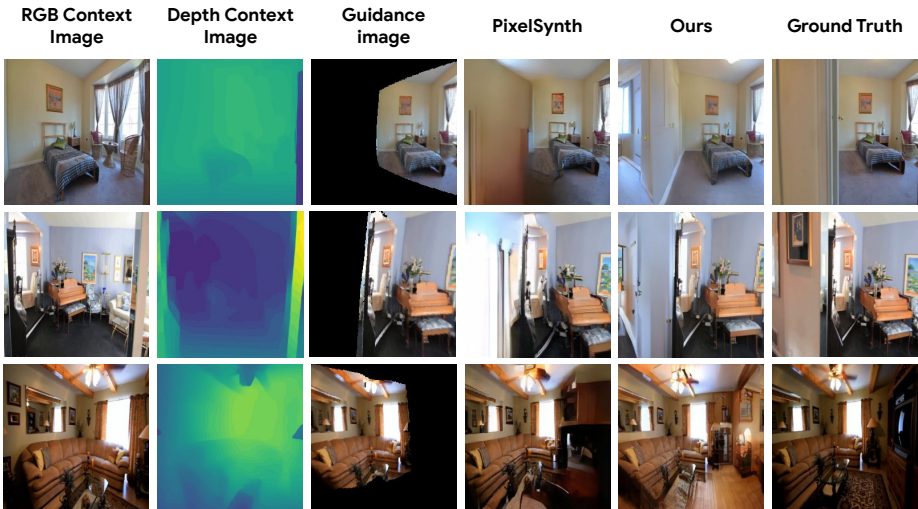 RGB Context
Image
Depth Context
Image
Guidance
image
PixelSynth
Ours
Ground Truth